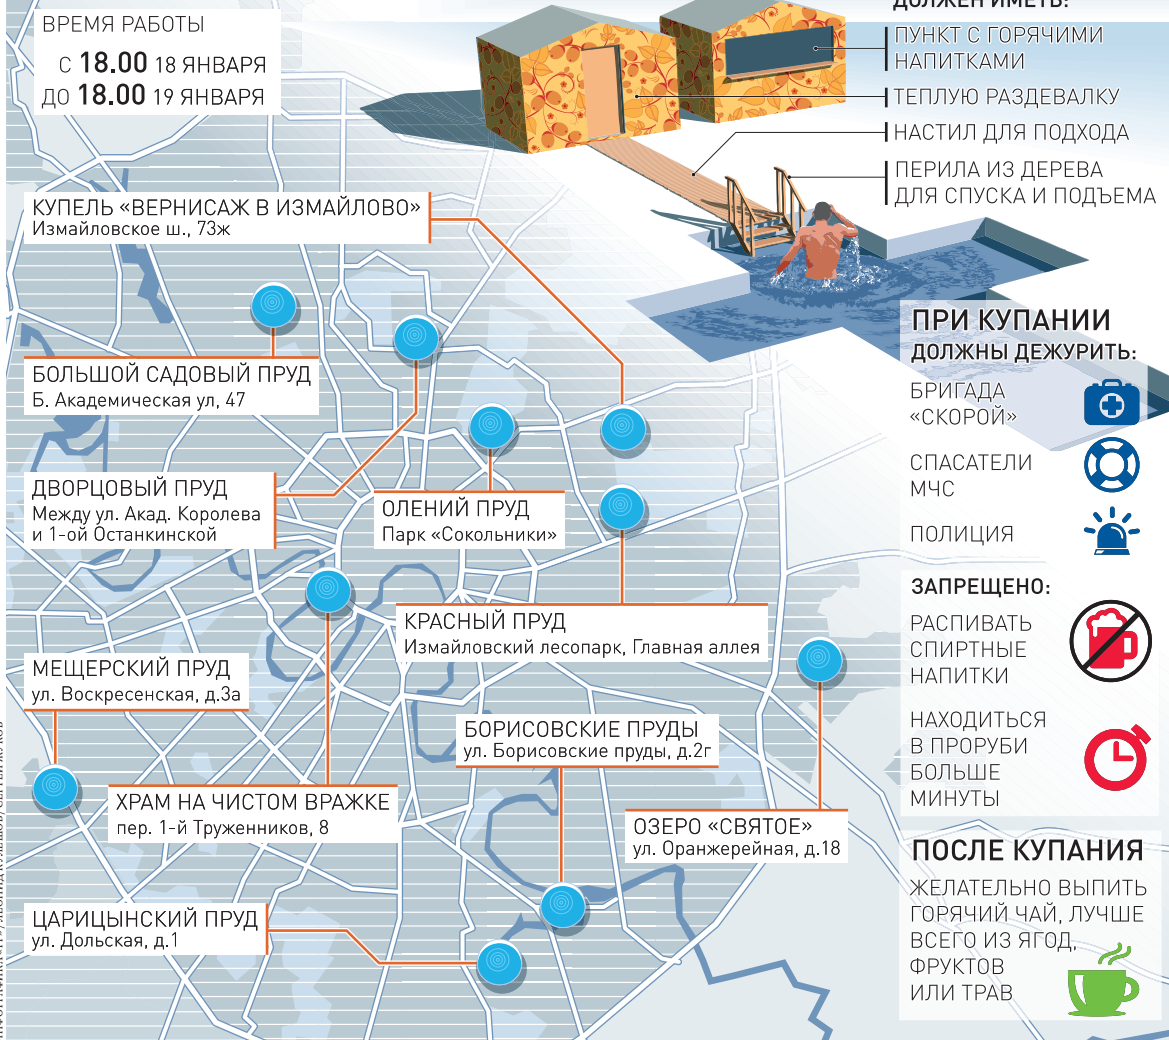 ВРЕМЯ РАБОТЫ
С 18.00 18 ЯНВАРЯ
ДО 18.00 19 ЯНВАРЯ
ДОЛЖЕН ИМЕТЬ:
ПУНКТ С ГОРЯЧИМИ
НАПИТКАМИ
ТЕПЛУЮ РАЗДЕВАЛКУ
НАСТИЛ ДЛЯ ПОДХОДА
ПЕРИЛА ИЗ ДЕРЕВА
ДЛЯ СПУСКА И ПОДЪЕМА
КУПЕЛЬ «ВЕРНИСАЖ В ИЗМАЙЛОВО»
Измайловское ш., 73ж
БОЛЬШОЙ САДОВЫЙ ПРУД
Б. Академическая ул, 47
ДВОРЦОВЫЙ ПРУД
Между ул. Акад. Королева
и 1-ой Останкинской
ОЛЕНИЙ ПРУД
Парк «Сокольники»
КРАСНЫЙ ПРУД
Измайловский лесопарк, Главная аллея
МЕЩЕРСКИЙ ПРУД
ул. Воскресенская, д.3а
БОРИСОВСКИЕ ПРУДЫ
ул. Борисовские пруды, д.2г
ХРАМ НА ЧИСТОМ ВРАЖКЕ
пер. 1-й Труженников, 8
ОЗЕРО «СВЯТОЕ»
ул. Оранжерейная, д.18
ЦАРИЦЫНСКИЙ ПРУД
ул. Дольская, д.1
ПРИ КУПАНИИ
ДОЛЖНЫ ДЕЖУРИТЬ:
БРИГАДА
«СКОРОЙ»
СПАСАТЕЛИ
МЧС
ПОЛИЦИЯ
ЗАПРЕЩЕНО:
РАСПИВАТЬ
СПИРТНЫЕ
НАПИТКИ
НАХОДИТЬСЯ
В ПРОРУБИ
БОЛЬШЕ
МИНУТЫ
ПОСЛЕ КУПАНИЯ
ЖЕЛАТЕЛЬНО ВЫПИТЬ
ГОРЯЧИЙ ЧАЙ, ЛУЧШЕ
ВСЕГО ИЗ ЯГОД,
ФРУКТОВ
ИЛИ ТРАВ